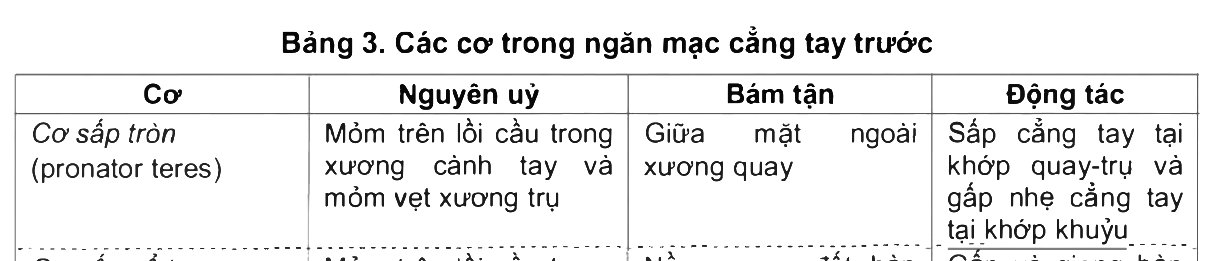 Bảng 3. Các cơ trong ngăn mạc cẳng tay trước
Cơ
Nguyên uỷ
Bám tận
Động tác
Cơ sấp tròn
(pronator teres)
Mỏm trên lồi cầu trong
xương cành tay và
mỏm vẹt xương trụ
Giữa mặt ngoài
xương quay
Sấp cẳng tay tại
khớp quay-trụ và
gấp nhẹ cẳng tay
tại khớp khuỷu